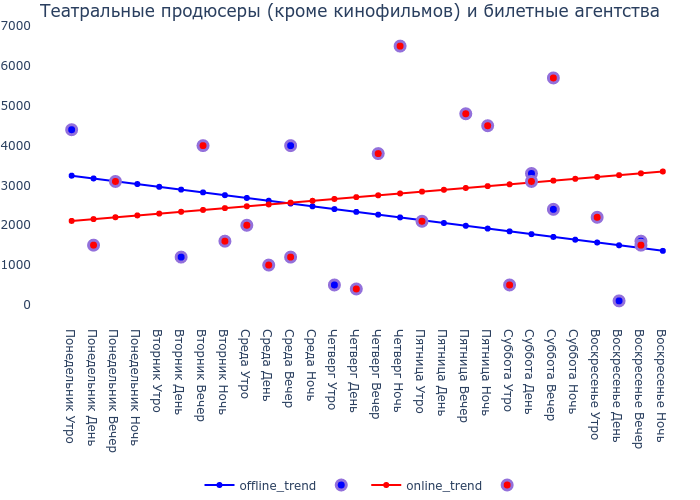 Театральные продюсеры (кроме кинофильмов) и билетные агентства
7000
6000
5000
4000
3000
2000
1000
0
Понедельник Утро
Понедельник День
Понедельник Вечер
Понедельник Ночь
Вторник Утро
Вторник День
Вторник Вечер
Вторник Ночь
Среда Утро
Среда День
Среда Вечер
Среда Ночь
Четверг Утро
Четверг День
Четверг Вечер
Четверг Ночь
Пятница Утро
Пятница День
Пятница Вечер
Пятница Ночь
Суббота Утро
Суббота День
Суббота Вечер
Суббота Ночь
Воскресенье Утро
Воскресенье День
Воскресенье Вечер
Воскресенье Ночь
offline_trend online_trend